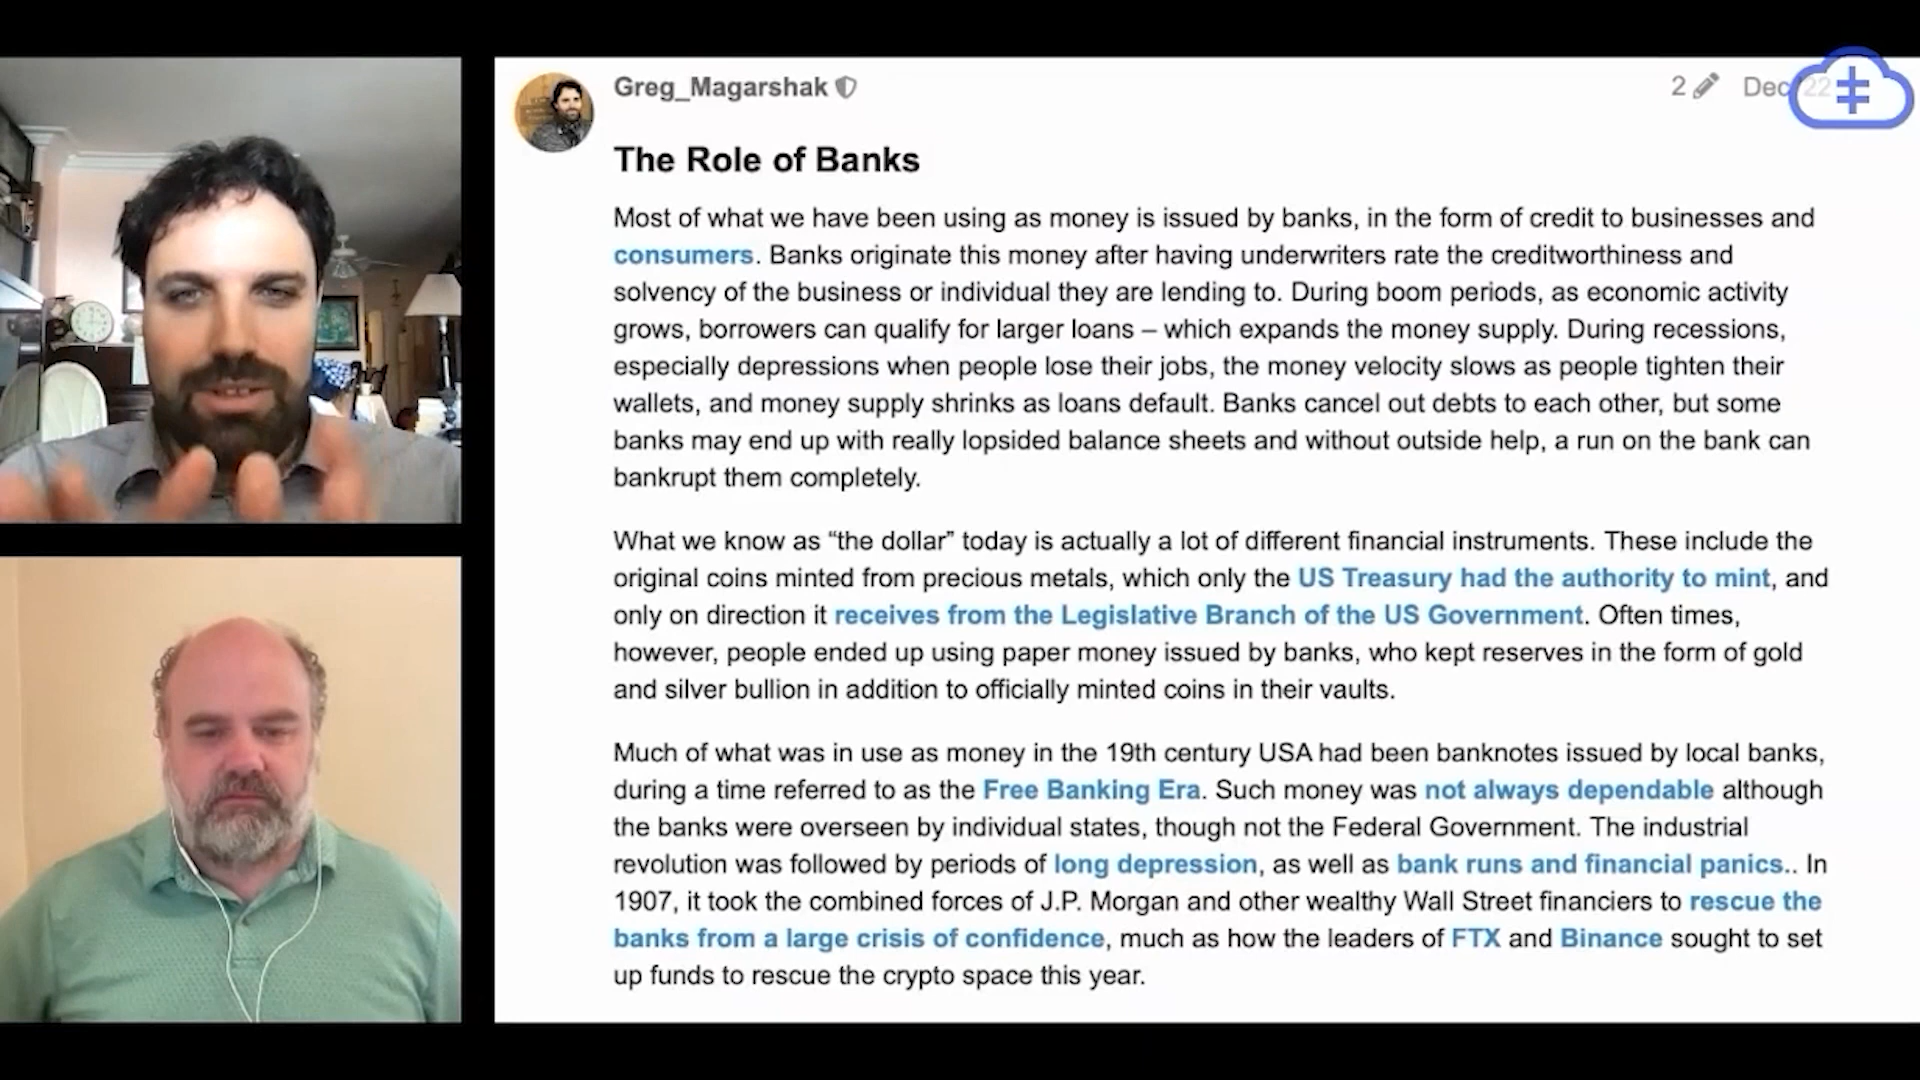 Greg_Magarshak
2
Dec '22
The Role of Banks
Most of what we have been using as money is issued by banks, in the form of credit to businesses and
consumers. Banks originate this money after having underwriters rate the creditworthiness and
solvency of the business or individual they are lending to. During boom periods, as economic activity
grows, borrowers can qualify for larger loans – which expands the money supply. During recessions,
especially depressions when people lose their jobs, the money velocity slows as people tighten their
wallets, and money supply shrinks as loans default. Banks cancel out debts to each other, but some
banks may end up with really lopsided balance sheets and without outside help, a run on the bank can
bankrupt them completely.
What we know as “the dollar” today is actually a lot of different financial instruments. These include the
original coins minted from precious metals, which only the US Treasury had the authority to mint, and
only on direction it receives from the Legislative Branch of the US Government. Often times,
however, people ended up using paper money issued by banks, who kept reserves in the form of gold
and silver bullion in addition to officially minted coins in their vaults.
Much of what was in use as money in the 19th century USA had been banknotes issued by local banks,
during a time referred to as the Free Banking Era. Such money was not always dependable although
the banks were overseen by individual states, though not the Federal Government. The industrial
revolution was followed by periods of long depression, as well as bank runs and financial panics.. In
1907, it took the combined forces of J.P. Morgan and other wealthy Wall Street financiers to rescue the
banks from a large crisis of confidence, much as how the leaders of FTX and Binance sought to set
up funds to rescue the crypto space this year.